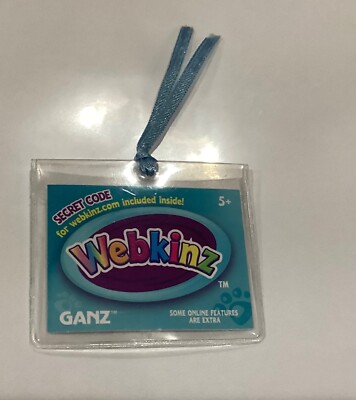 SECRET CODE
for webkinz.com included inside!
5+
Webkinz
TM
GANZ
SOME ONLINE FEATURES
ARE EXTRA